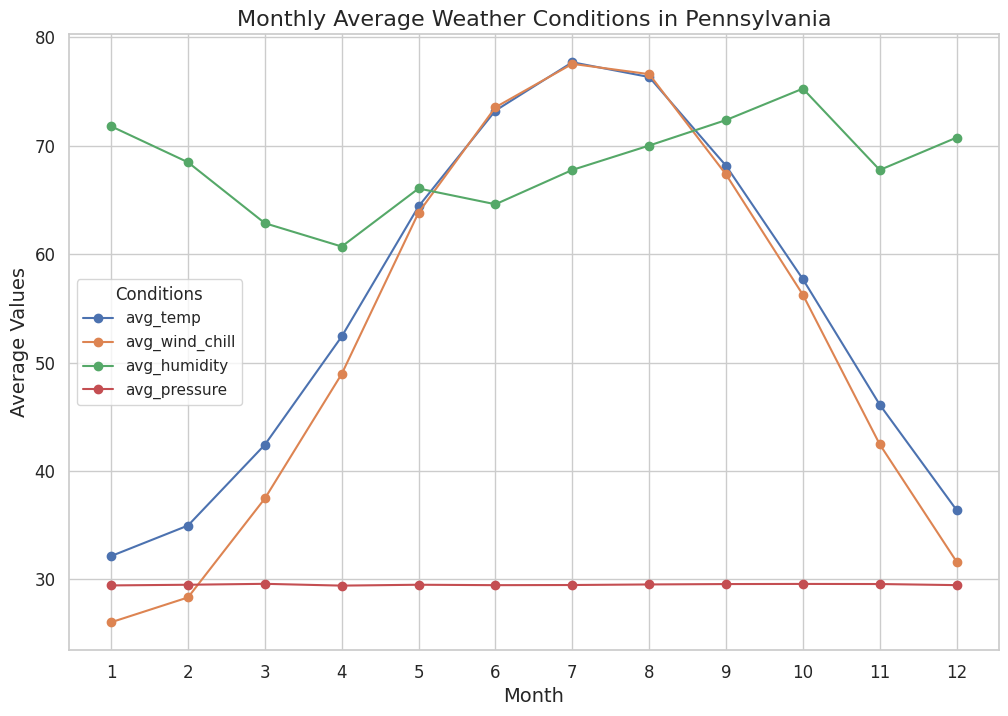 Monthly Average Weather Conditions in Pennsylvania
80
70
60
50
40
30
Average Values
Conditions
avg_temp
avg_wind_chill
avg_humidity
avg_pressure
1 2 3 4 5 6 7 8 9 10 11 12
Month